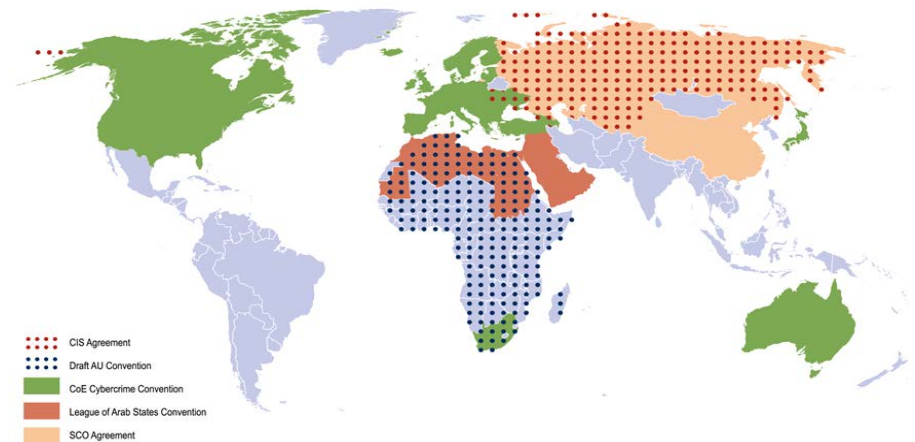 CIS Agreement
Draft AU Convention
CoE Cybercrime Convention
League of Arab States Convention
SCO Agreement